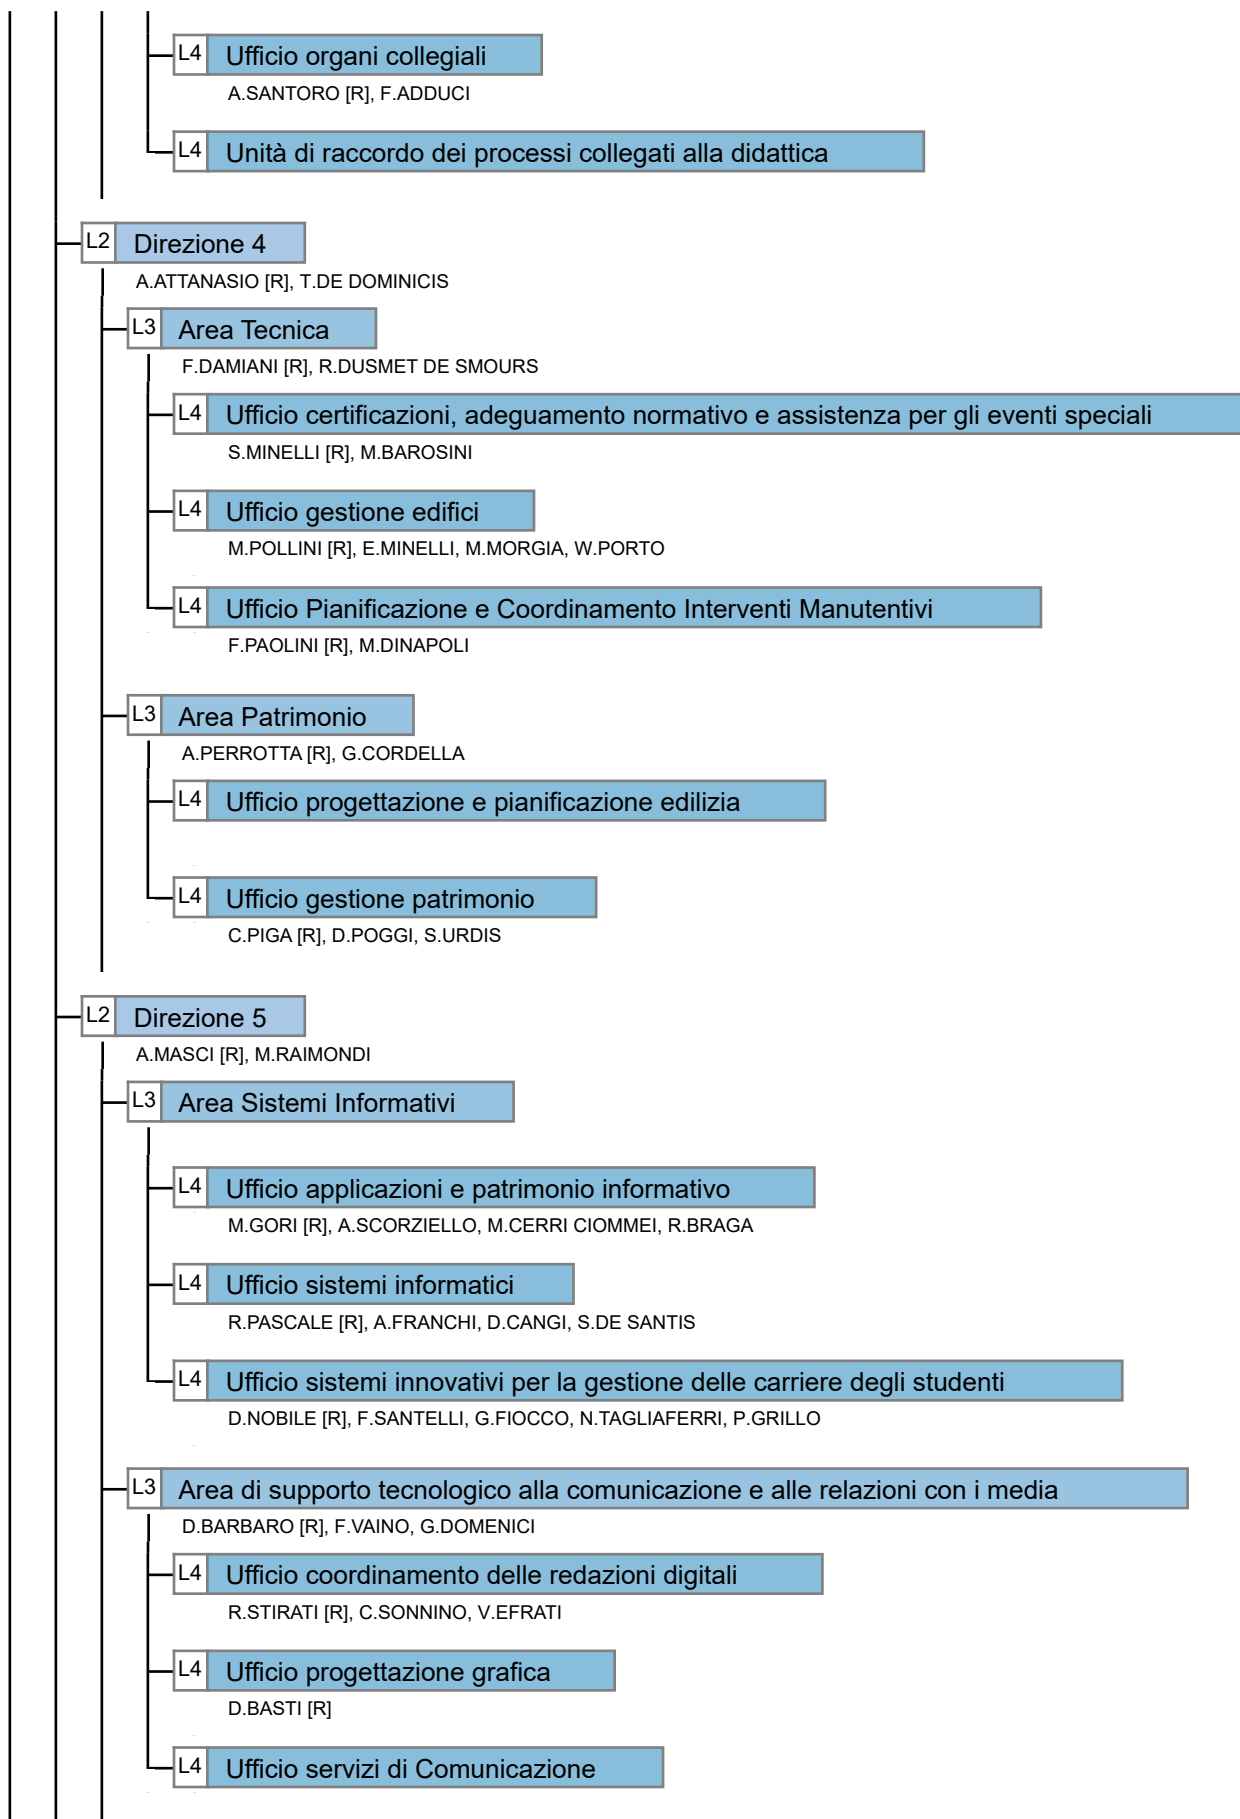 L4 Ufficio organi collegiali
A.SANTORO [R], F.ADDUCI
L4 Unità di raccordo dei processi collegati alla didattica
L2 Direzione 4
A.ATTANASIO [R], T.DE DOMINICIS
L3 Area Tecnica
F.DAMIANI [R], R.DUSMET DE SMOURS
L4 Ufficio certificazioni, adeguamento normativo e assistenza per gli eventi speciali
S.MINELLI [R], M.BAROSINI
L4 Ufficio gestione edifici
M.POLLINI [R], E.MINELLI, M.MORGIA, W.PORTO
L4 Ufficio Pianificazione e Coordinamento Interventi Manutentivi
F.PAOLINI [R], M.DINAPOLI
L3 Area Patrimonio
A.PERROTTA [R], G.CORDELLA
L4 Ufficio progettazione e pianificazione edilizia
L4 Ufficio gestione patrimonio
C.PIGA [R], D.POGGI, S.URDIS
L2 Direzione 5
A.MASCI [R], M.RAIMONDI
L3 Area Sistemi Informativi
L4 Ufficio applicazioni e patrimonio informativo
M.GORI [R], A.SCORZIELLO, M.CERRI CIOMMEI, R.BRAGA
L4 Ufficio sistemi informatici
R.PASCALE [R], A.FRANCHI, D.CANGI, S.DE SANTIS
L4 Ufficio sistemi innovativi per la gestione delle carriere degli studenti
D.NOBILE [R], F.SANTELLI, G.FIOCCO, N.TAGLIAFERRI, P.GRILLO
L3 Area di supporto tecnologico alla comunicazione e alle relazioni con i media
D.BARBARO [R], F.VAINO, G.DOMENICI
L4 Ufficio coordinamento delle redazioni digitali
R.STIRATI [R], C.SONNINO, V.EFRATI
L4 Ufficio progettazione grafica
D.BASTI [R]
L4 Ufficio servizi di Comunicazione